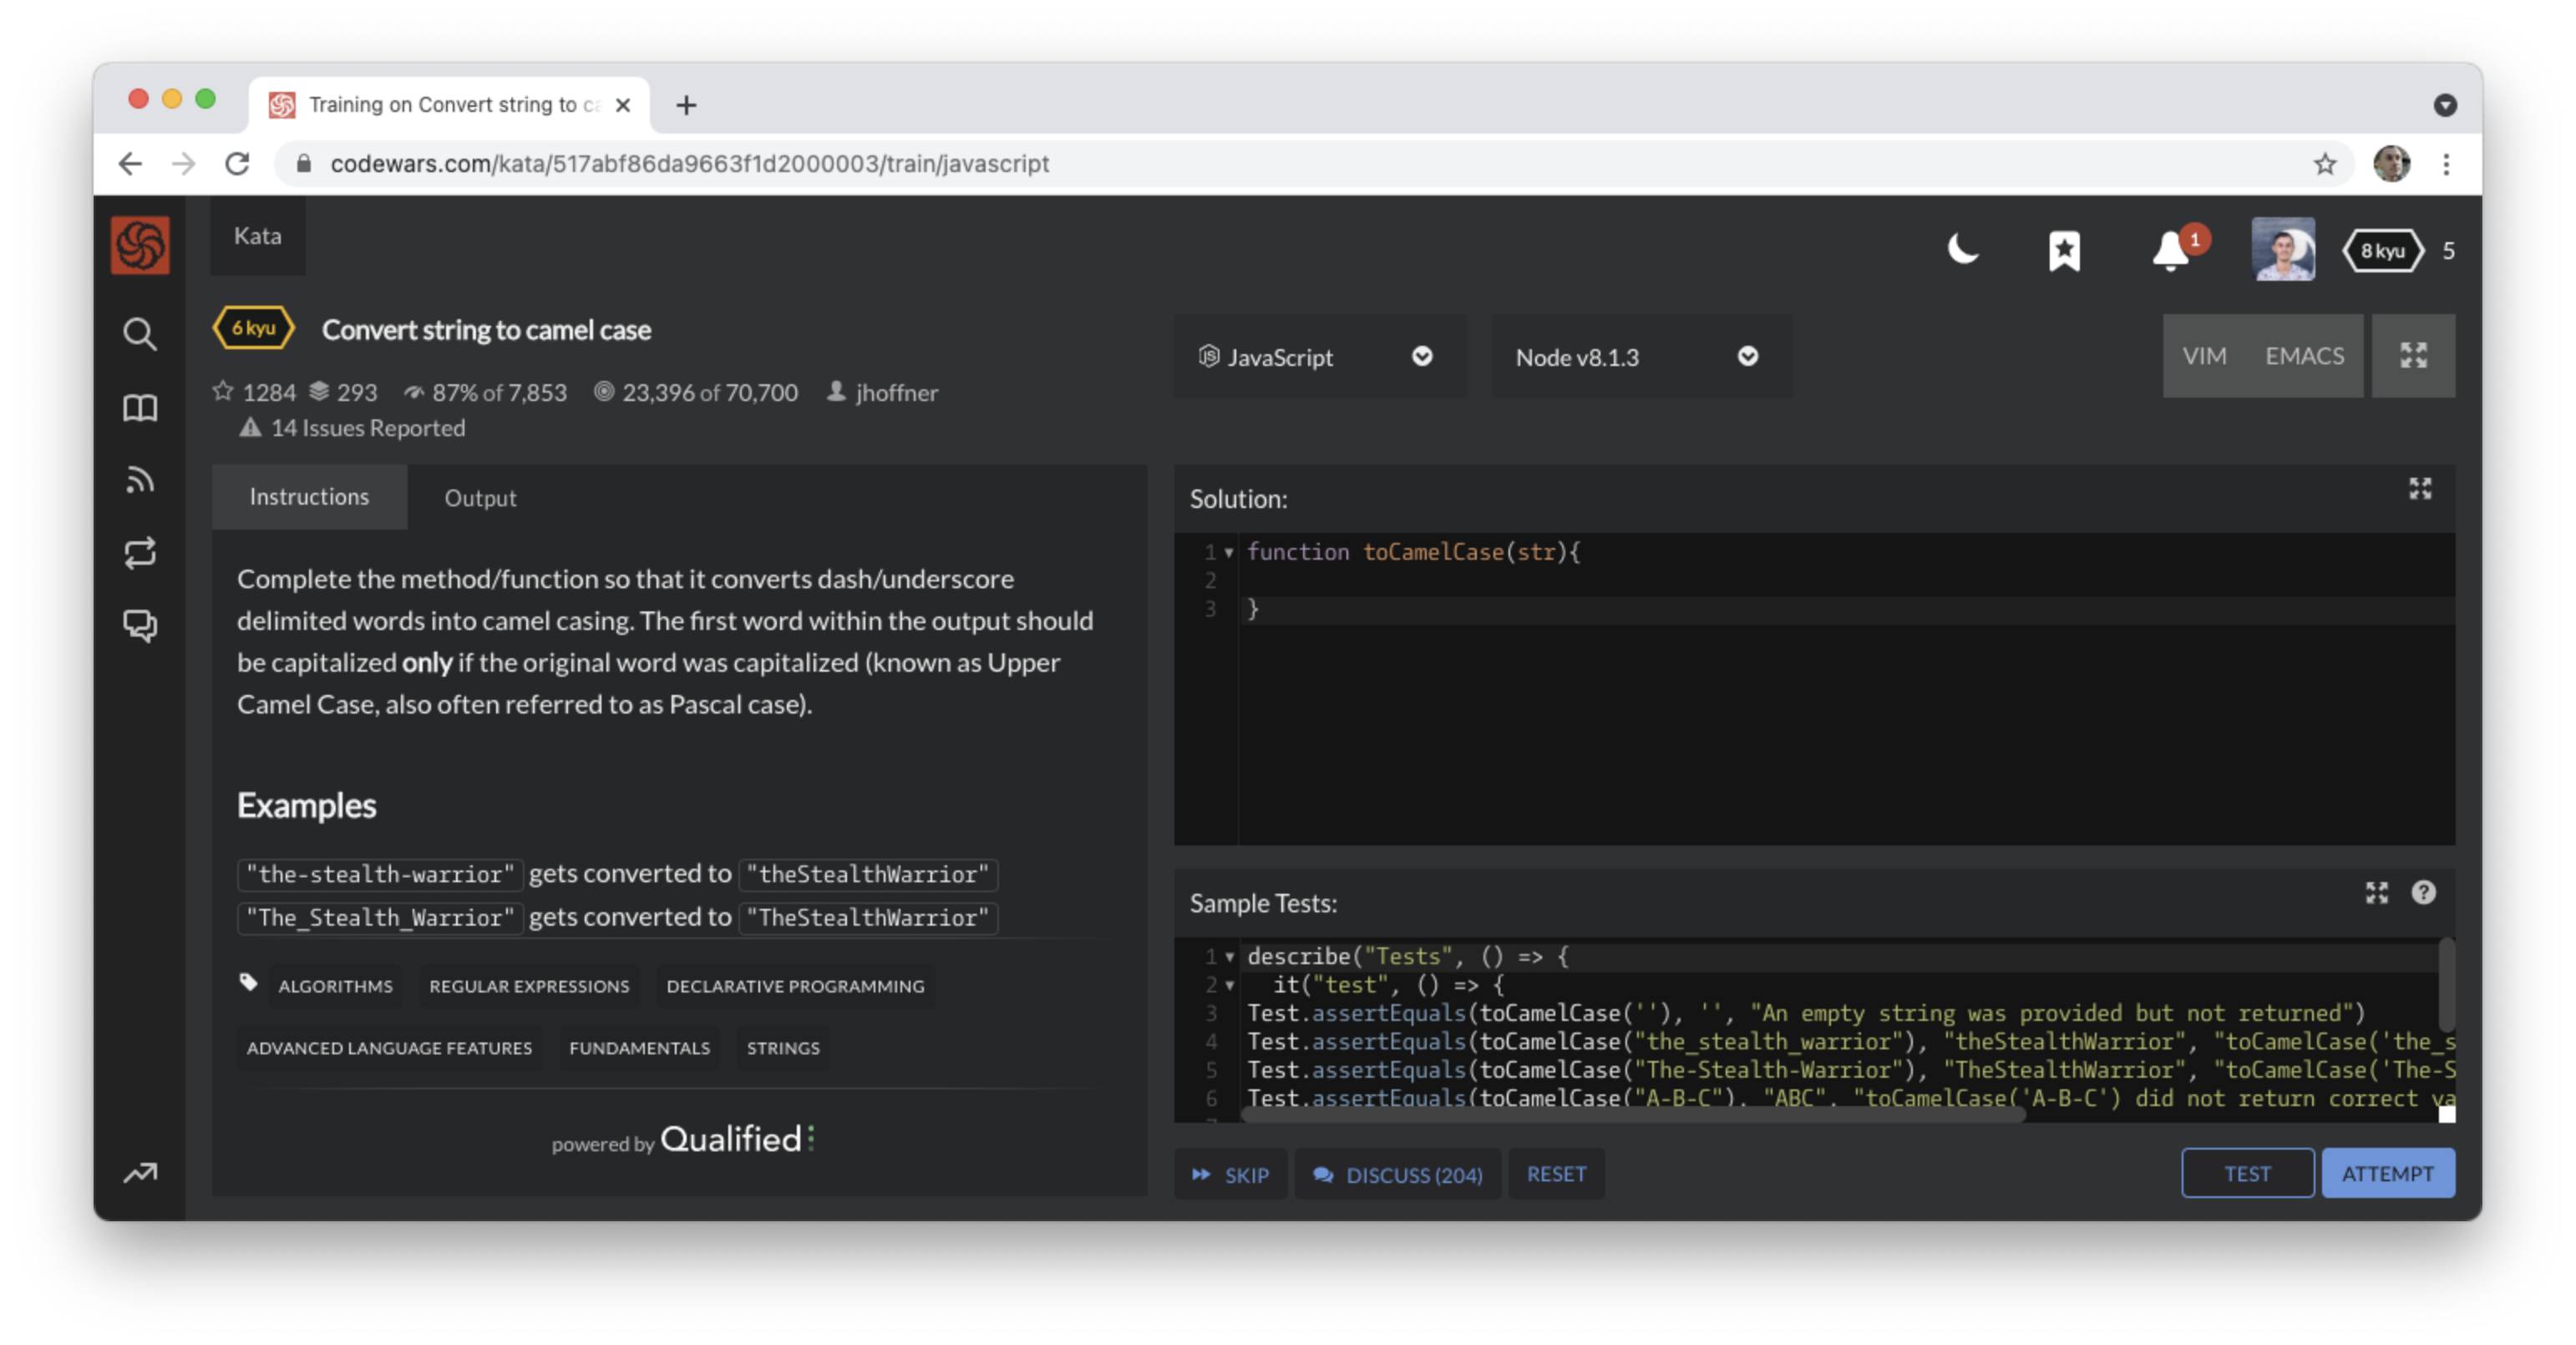 Training on Convert string to ca
codewars.com/kata/517abf86da9663f1d2000003/train/javascript
Kata
1
8 kyu
5
6 kyu
Convert string to camel case
1284 293 87% of 7,853 23,396 of 70,700 jhoffner
14 Issues Reported
JS JavaScript
Node v8.1.3
VIM EMACS
Instructions Output
Complete the method/function so that it converts dash/underscore
delimited words into camel casing. The first word within the output should
be capitalized only if the original word was capitalized (known as Upper
Camel Case, also often referred to as Pascal case).
Examples
"the-stealth-warrior" gets converted to "theStealthWarrior"
"The_Stealth_Warrior" gets converted to "TheStealthWarrior"
ALGORITHMS REGULAR EXPRESSIONS DECLARATIVE PROGRAMMING
ADVANCED LANGUAGE FEATURES FUNDAMENTALS STRINGS
powered by Qualified
Solution:
1 function toCamelCase(str){
2
3 }
Sample Tests:
?
1 describe("Tests", () => {
2 it("test", () => {
3 Test.assertEquals(toCamelCase(''), '', "An empty string was provided but not returned")
4 Test.assertEquals(toCamelCase("the_stealth_warrior"), "theStealthWarrior", "toCamelCase('the_s
5 Test.assertEquals(toCamelCase("The-Stealth-Warrior"), "TheStealthWarrior", "toCamelCase('The-S
6 Test.assertEquals(toCamelCase("A-B-C"), "ABC", "toCamelCase('A-B-C') did not return correct va
SKIP DISCUSS (204) RESET
TEST ATTEMPT